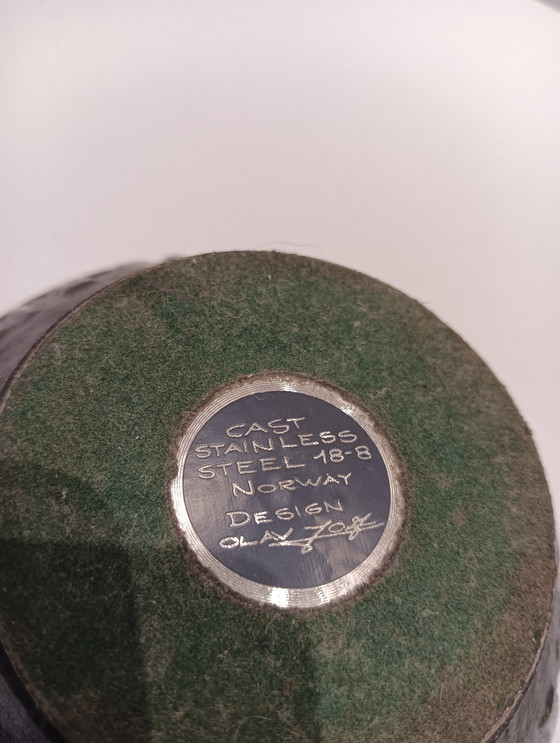 CAST
STAINLESS
STEEL 18-8
NORWAY
DESIGN
OLAV